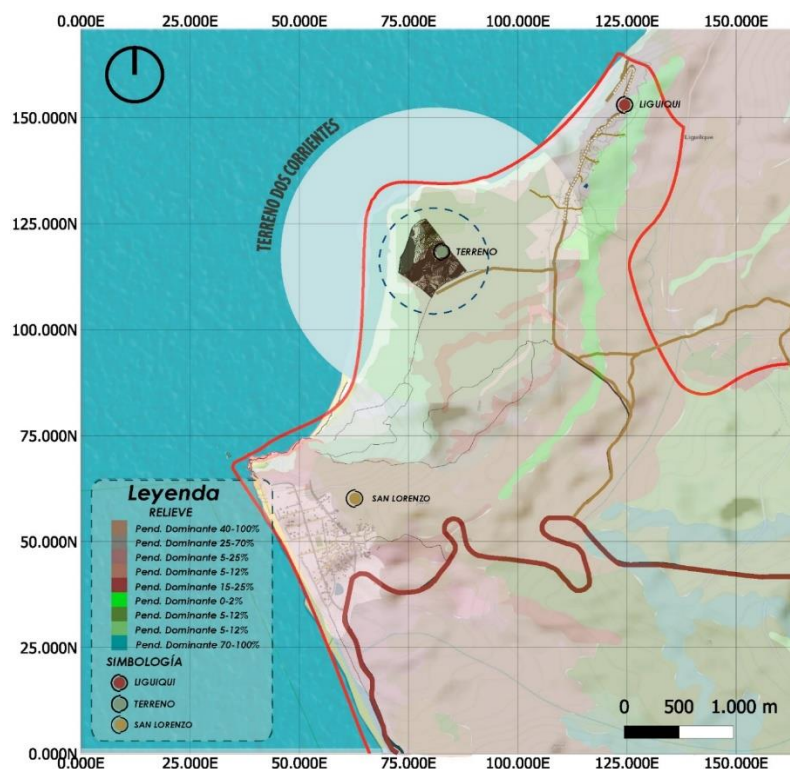 0.000E 25.000E 50.000E 75.000E 100.000E 125.000E 150.000E
150.000N
125.000N
100.000N
75.000N
50.000N
25.000N
0.000N
TERRENO DOS CORRIENTES
LIGUIQUI
Liguiqui
TERRENO
SAN LORENZO
Leyenda
RELIEVE
Pend. Dominante 40-100%
Pend. Dominante 25-70%
Pend. Dominante 5-25%
Pend. Dominante 5-12%
Pend. Dominante 15-25%
Pend. Dominante 0-2%
Pend. Dominante 5-12%
Pend. Dominante 5-12%
Pend. Dominante 70-100%
SIMBOLOGÍA
LIGUIQUI
TERRENO
SAN LORENZO
0 500 1.000 m
0.000E 25.000E 50.000E 75.000E 100.000E 125.000E 150.000E